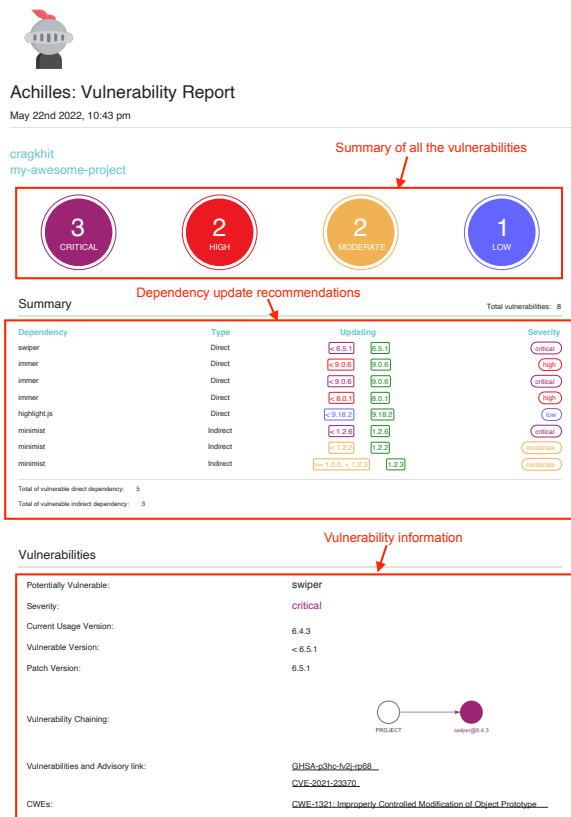 Achilles: Vulnerability Report
May 22nd 2022, 10:43 pm
cragkhit
my-awesome-project
Summary of all the vulnerabilities
3 2 2 1
CRITICAL HIGH MODERATE LOW
Dependency update recommendations
Summary Total vulnerabilities: 8
Dependency Type Updating Severity
swiper Direct < 6.5.1 6.5.1 critical
immer Direct < 9.0.6 9.0.6 high
immer Direct < 9.0.6 9.0.6 critical
immer Direct < 8.0.1 8.0.1 high
highlight.js Direct < 9.18.2 9.18.2 low
minimist Indirect < 1.2.6 1.2.6 critical
minimist Indirect < 1.2.2 1.2.2 moderate
minimist Indirect >= 1.0.0, < 1.2.3 1.2.3 moderate
Total of vulnerable direct dependency: 5
Total of vulnerable indirect dependency: 3
Vulnerability information
Vulnerabilities
Potentially Vulnerable: swiper
Severity: critical
Current Usage Version: 6.4.3
Vulnerable Version: < 6.5.1
Patch Version: 6.5.1
Vulnerability Chaining:
PROJECT swiper@6.4.3
Vulnerabilities and Advisory link: GHSA-p3hc-fv2j-rp68
CVE-2021-23370
CWEs: CWE-1321: Improperly Controlled Modification of Object Prototype